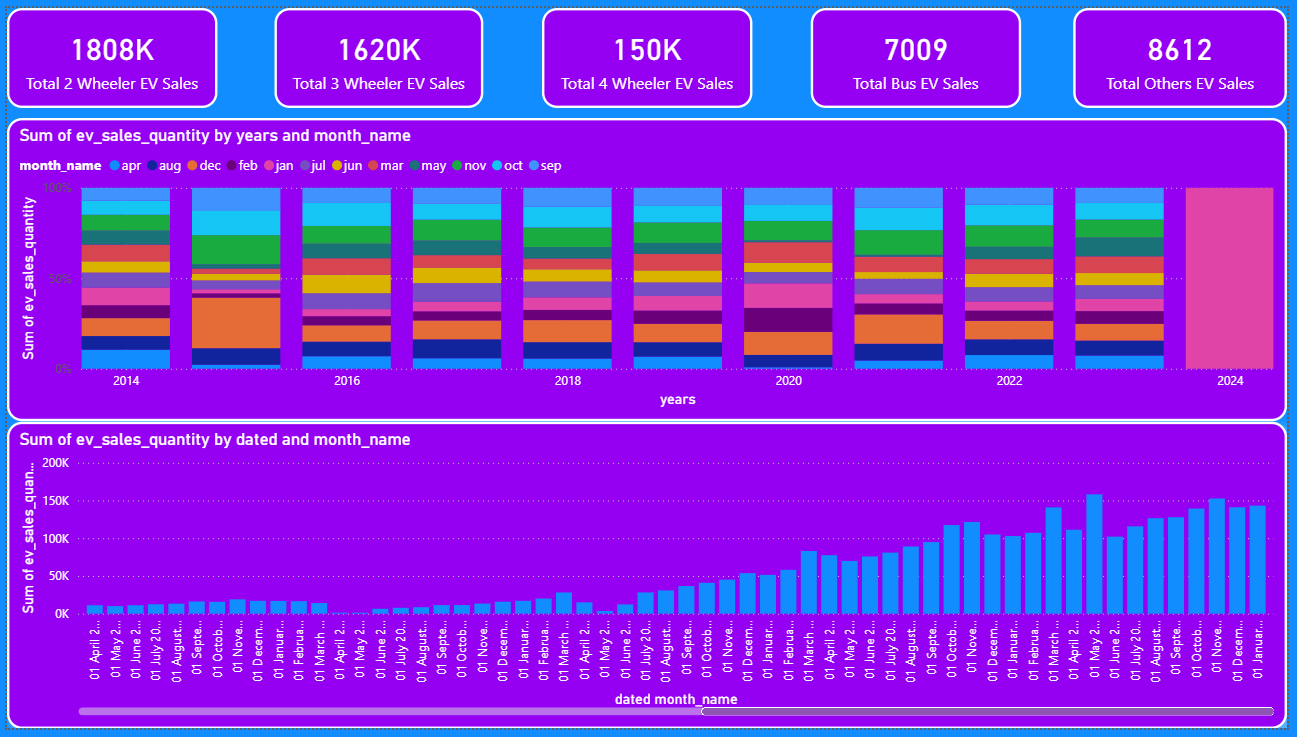 1808K
Total 2 Wheeler EV Sales
1620K
Total 3 Wheeler EV Sales
150K
Total 4 Wheeler EV Sales
7009
Total Bus EV Sales
8612
Total Others EV Sales
Sum of ev_sales_quantity by years and month_name
month_name apr aug dec feb jan jul jun mar may nov oct sep
Sum of ev_sales_quantity
100%
50%
0%
2014 2016 2018 2020 2022 2024
years
Sum of ev_sales_quantity by dated and month_name
Sum of ev_sales_quan...
200K
150K
100K
50K
0K
01 April 2...
01 May 2...
01 June 2...
01 July 20...
01 August...
01 Septe...
01 Octob...
01 Nove...
01 Decem...
01 Januar...
01 Februa...
01 March ...
01 April 2...
01 May 2...
01 June 2...
01 July 20...
01 August...
01 Septe...
01 Octob...
01 Nove...
01 Decem...
01 Januar...
01 Februa...
01 March ...
01 April 2...
01 May 2...
01 June 2...
01 July 20...
01 August...
01 Septe...
01 Octob...
01 Nove...
01 Decem...
01 Januar...
01 Februa...
01 March ...
01 April 2...
01 May 2...
01 June 2...
01 July 20...
01 August...
01 Septe...
01 Octob...
01 Nove...
01 Decem...
01 Januar...
01 Februa...
01 March ...
01 April 2...
01 May 2...
01 June 2...
01 July 20...
01 August...
01 Septe...
01 Octob...
01 Nove...
01 Decem...
01 Januar...
dated month_name